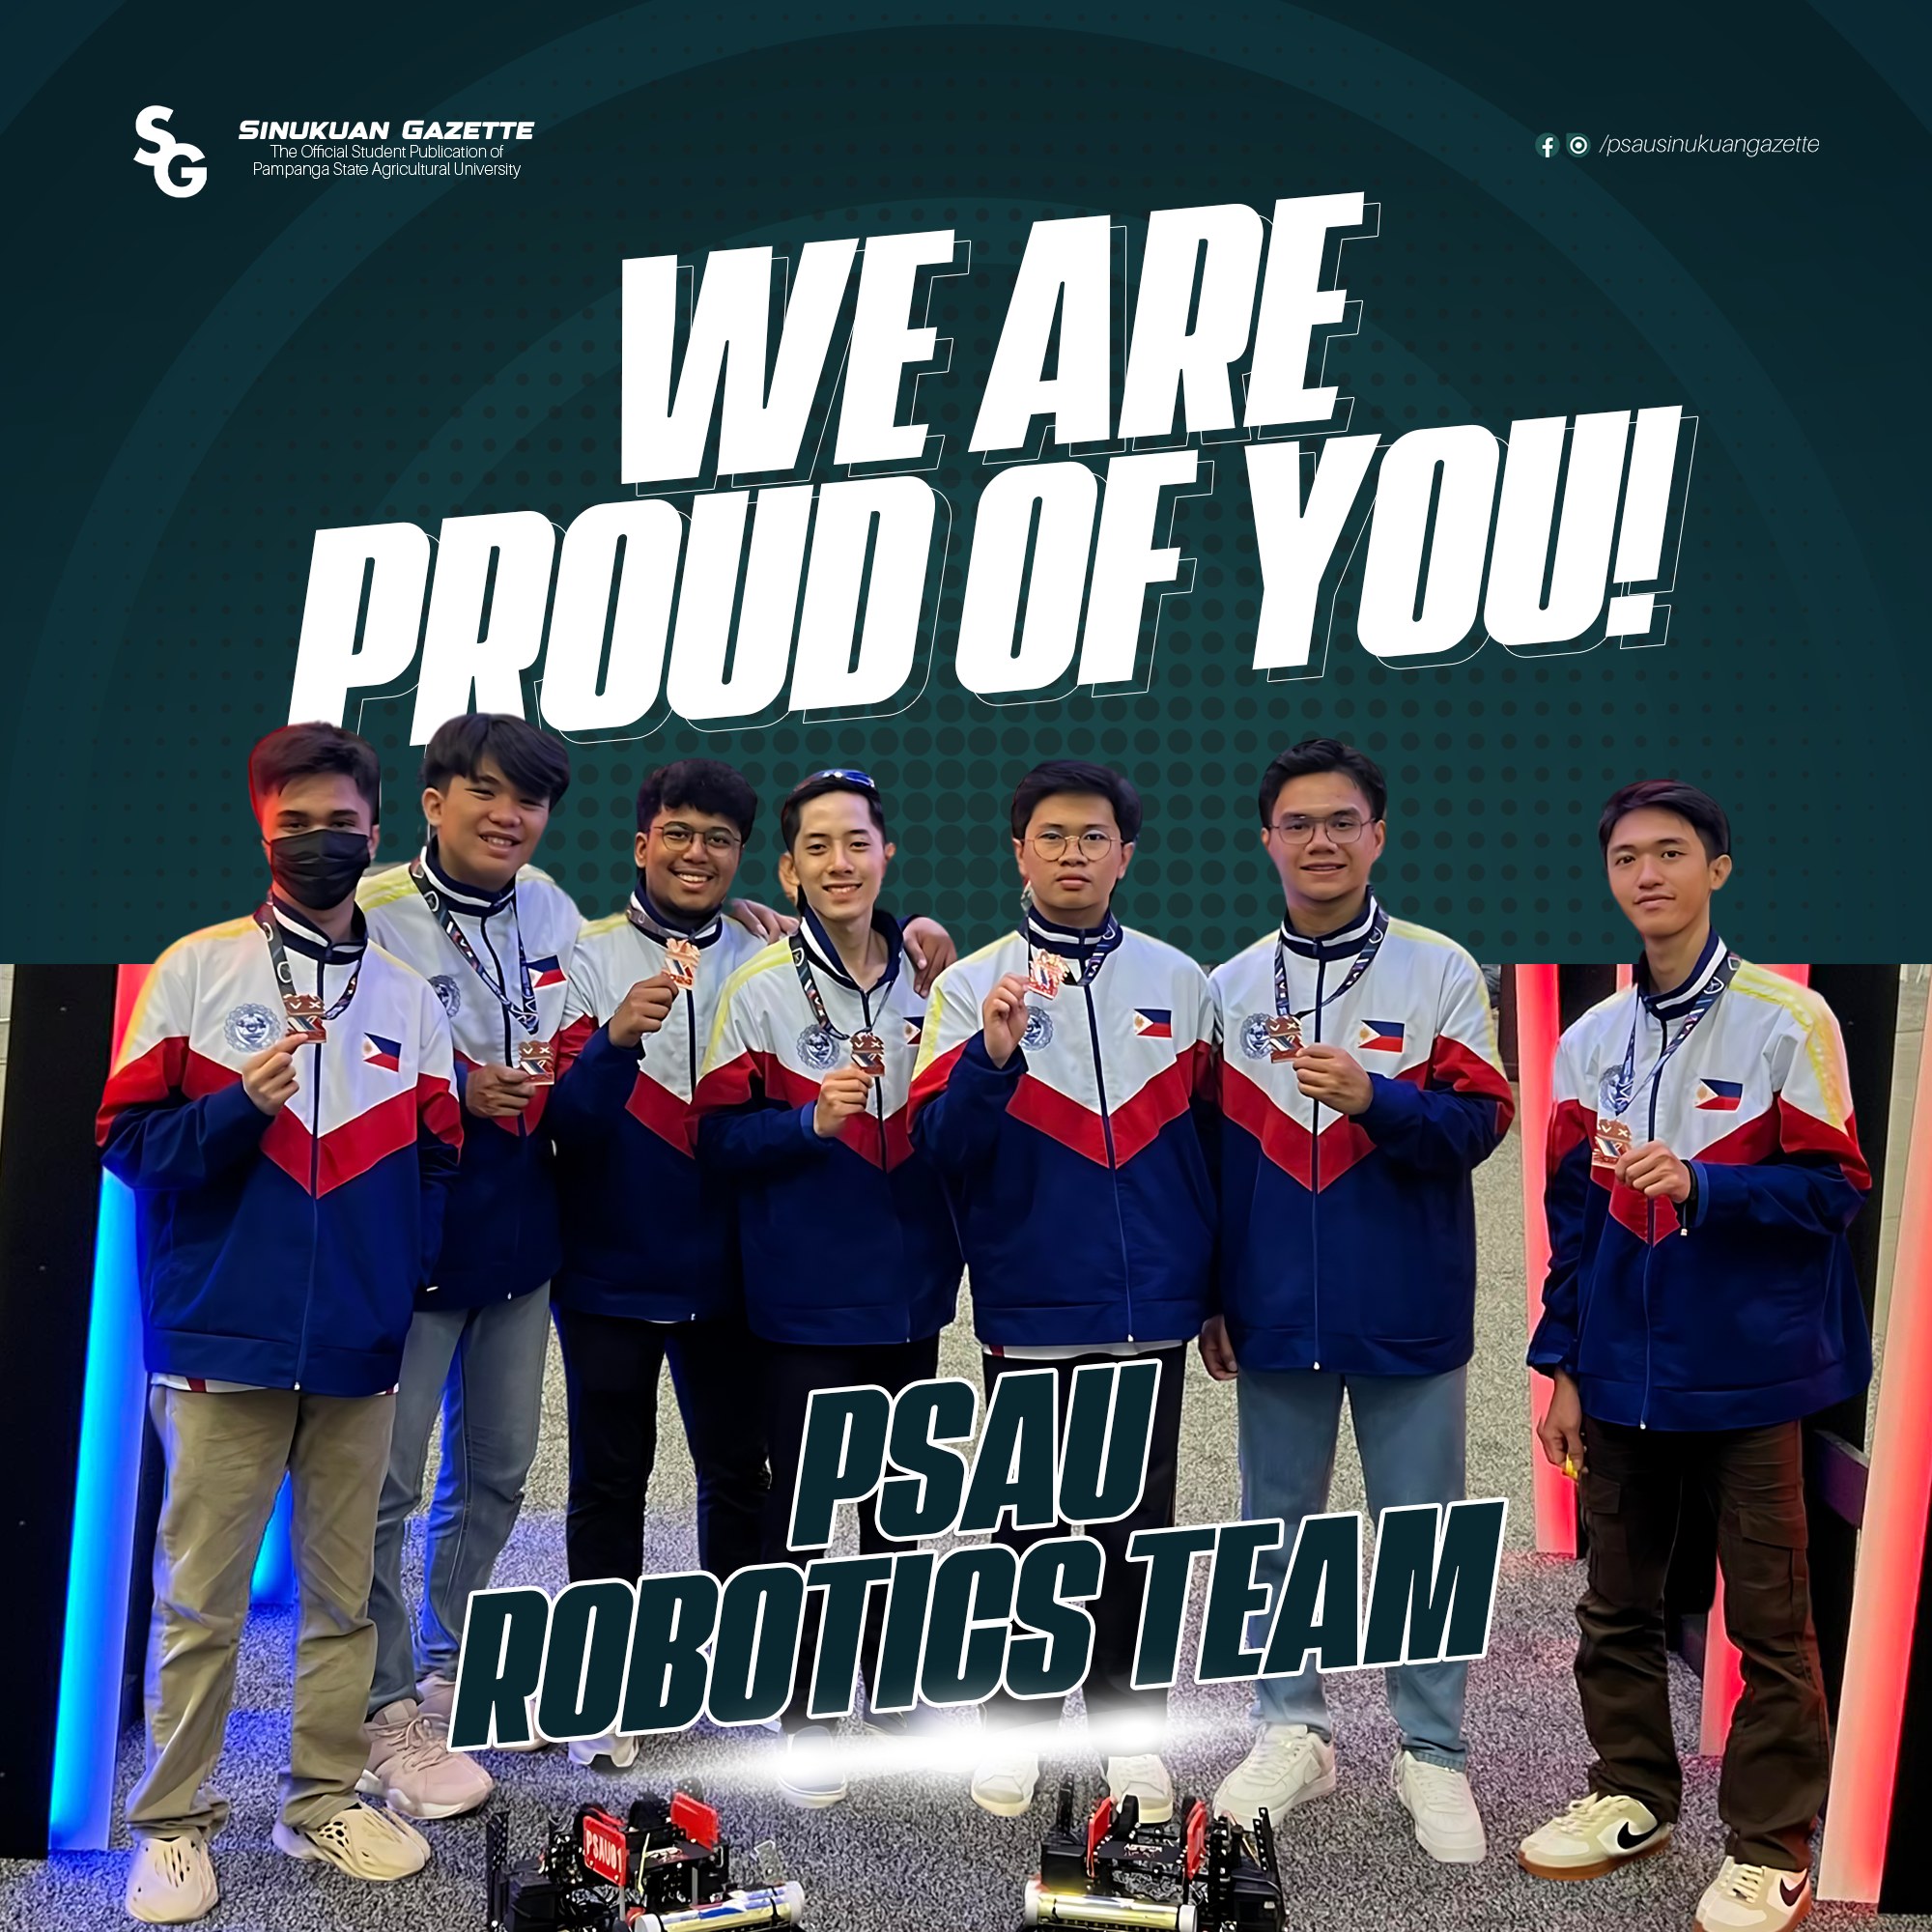 SG
SINUKUAN GAZETTE
The Official Student Publication of
Pampanga State Agricultural University
/psausinukuangazette
WE ARE
PROUD OF YOU!
PSAU
ROBOTICS TEAM
PSAU01